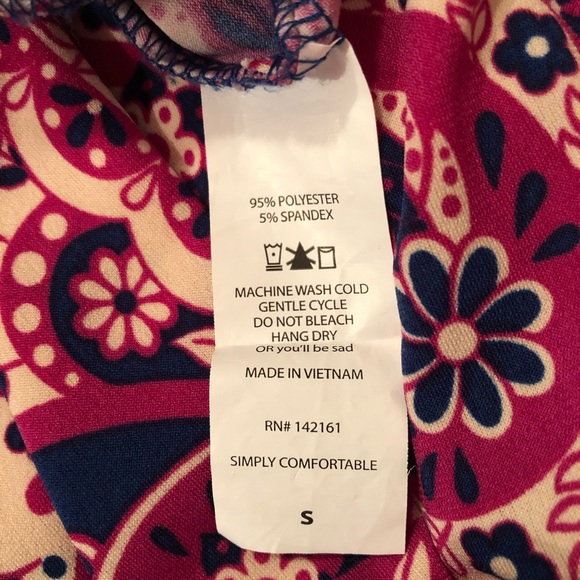 95% POLYESTER
5% SPANDEX
MACHINE WASH COLD
GENTLE CYCLE
DO NOT BLEACH
HANG DRY
OR you'll be sad
MADE IN VIETNAM
RN# 142161
SIMPLY COMFORTABLE
S